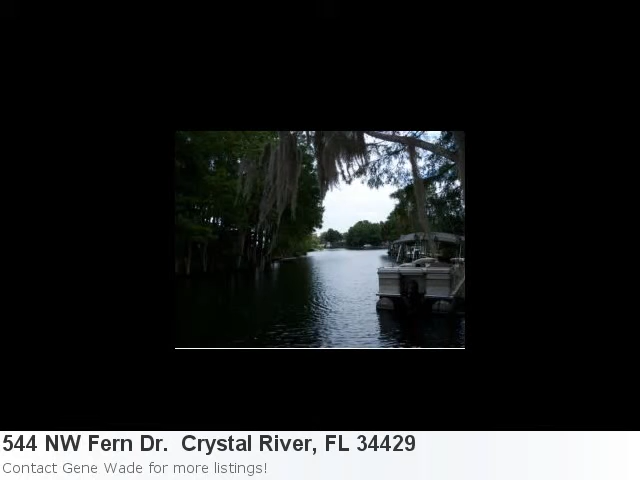 544 NW Fern Dr.  Crystal River, FL 34429
Contact Gene Wade for more listings!